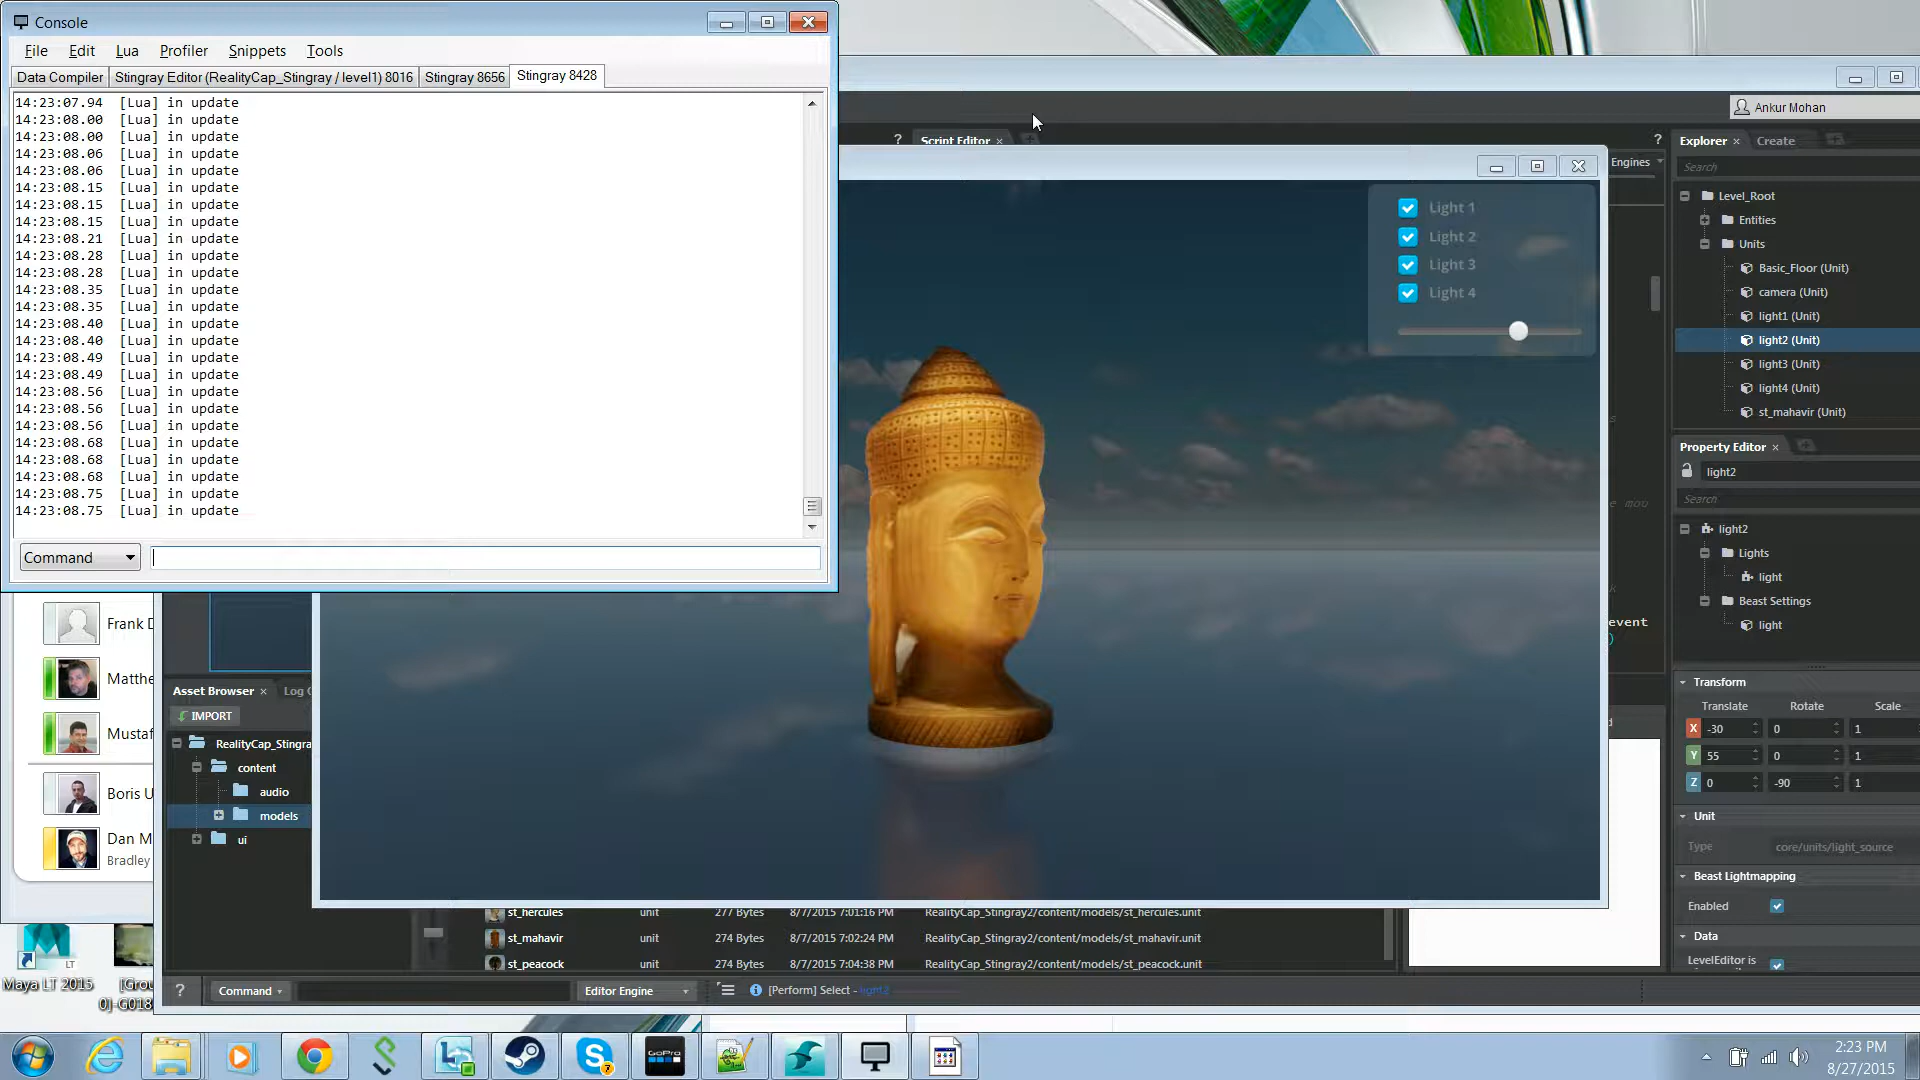 Console
File Edit Lua Profiler Snippets Tools
Data Compiler Stingray Editor (RealityCap_Stingray / level1) 8016 Stingray 8656 Stingray 8428
14:23:07.94 [Lua] in update
14:23:08.00 [Lua] in update
14:23:08.00 [Lua] in update
14:23:08.06 [Lua] in update
14:23:08.06 [Lua] in update
14:23:08.15 [Lua] in update
14:23:08.15 [Lua] in update
14:23:08.15 [Lua] in update
14:23:08.21 [Lua] in update
14:23:08.28 [Lua] in update
14:23:08.28 [Lua] in update
14:23:08.35 [Lua] in update
14:23:08.35 [Lua] in update
14:23:08.40 [Lua] in update
14:23:08.40 [Lua] in update
14:23:08.49 [Lua] in update
14:23:08.49 [Lua] in update
14:23:08.56 [Lua] in update
14:23:08.56 [Lua] in update
14:23:08.56 [Lua] in update
14:23:08.68 [Lua] in update
14:23:08.68 [Lua] in update
14:23:08.68 [Lua] in update
14:23:08.75 [Lua] in update
14:23:08.75 [Lua] in update
Command
Ankur Mohan
? Script Editor ?
Engines
Light 1
Light 2
Light 3
Light 4
Explorer Create
Search
Level_Root
Entities
Units
Basic_Floor (Unit)
camera (Unit)
light1 (Unit)
light2 (Unit)
light3 (Unit)
light4 (Unit)
st_mahavir (Unit)
Property Editor
light2
Search
light2
Lights
light
Beast Settings
light
e moo
event
Transform
Translate Rotate Scale
X -30 0 1
Y 55 0 1
Z 0 -90 1
Unit
Type core/units/light_source
Beast Lightmapping
Enabled
Data
LevelEditor is
Frank D
Matthe
Mustaf
Boris U
Dan M
Bradley
Asset Browser Log C
IMPORT
RealityCap_Stingra
content
audio
models
ui
st_hercules unit 277 Bytes 8/7/2015 7:01:16 PM RealityCap_Stingray2/content/models/st_hercules.unit
st_mahavir unit 274 Bytes 8/7/2015 7:02:24 PM RealityCap_Stingray2/content/models/st_mahavir.unit
st_peacock unit 274 Bytes 8/7/2015 7:04:38 PM RealityCap_Stingray2/content/models/st_peacock.unit
? Command Editor Engine [Perform] Select - light2
LT
Maya LT 2015
[Grou
0]-G018
GoPro
7
2:23 PM
8/27/2015